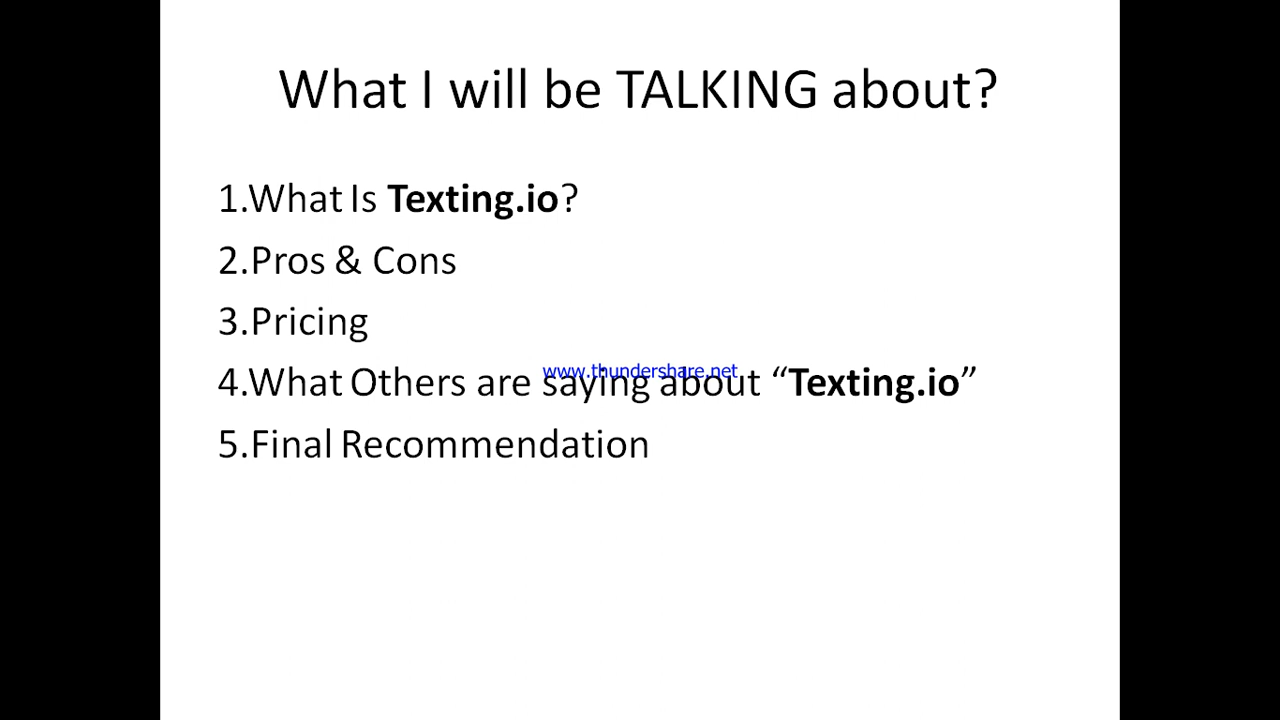 What I will be TALKING about?
1.What Is Texting.io?
2.Pros & Cons
3.Pricing
www.thundershare.net
4.What Others are saying about “Texting.io”
5.Final Recommendation